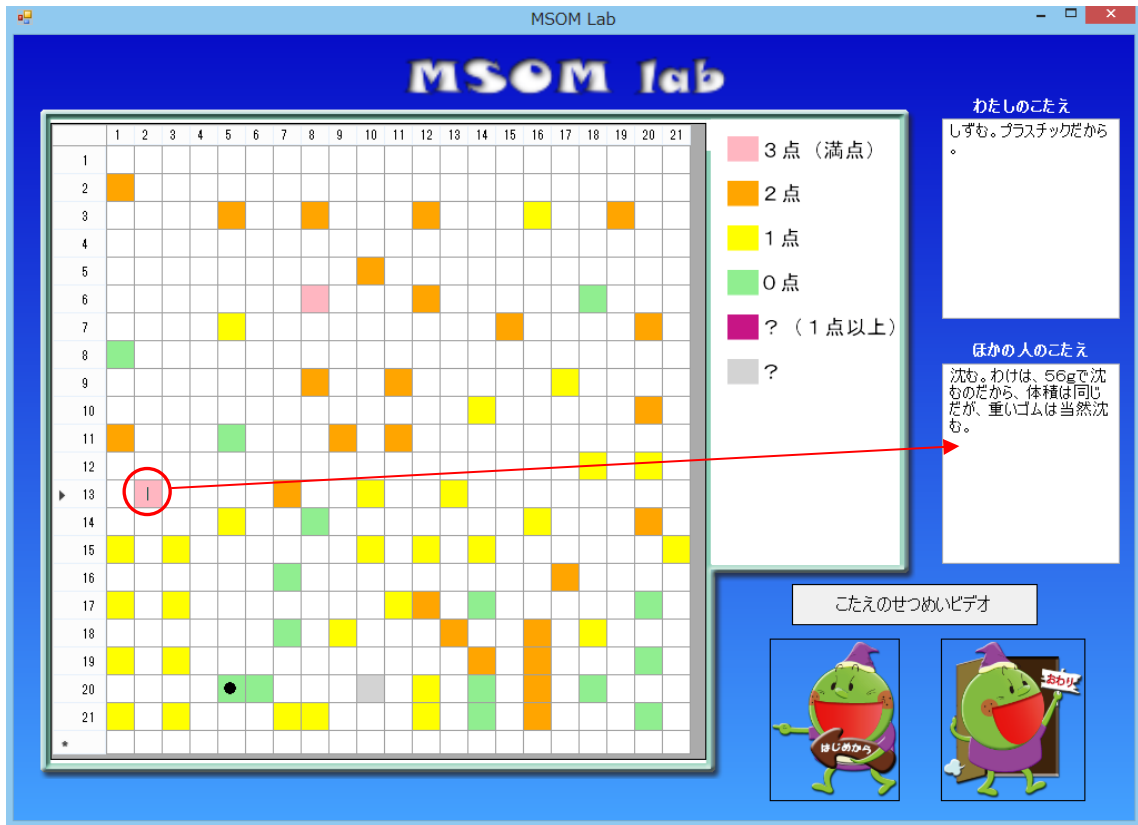 MSOM Lab
MSOM lab
1 2 3 4 5 6 7 8 9 10 11 12 13 14 15 16 17 18 19 20 21
1
2
3
4
5
6
7
8
9
10
11
12
13
14
15
16
17
18
19
20
21
*
3点（満点）
2点
1点
0点
?（1点以上）
?
わたしのこたえ
しずむ。プラスチックだから
。
ほかの人のこたえ
沈む。わけは、56gで沈
むのだから、体積は同じ
だが、重いゴムは当然沈
む。
こたえのせつめいビデオ
はじめから
おわり